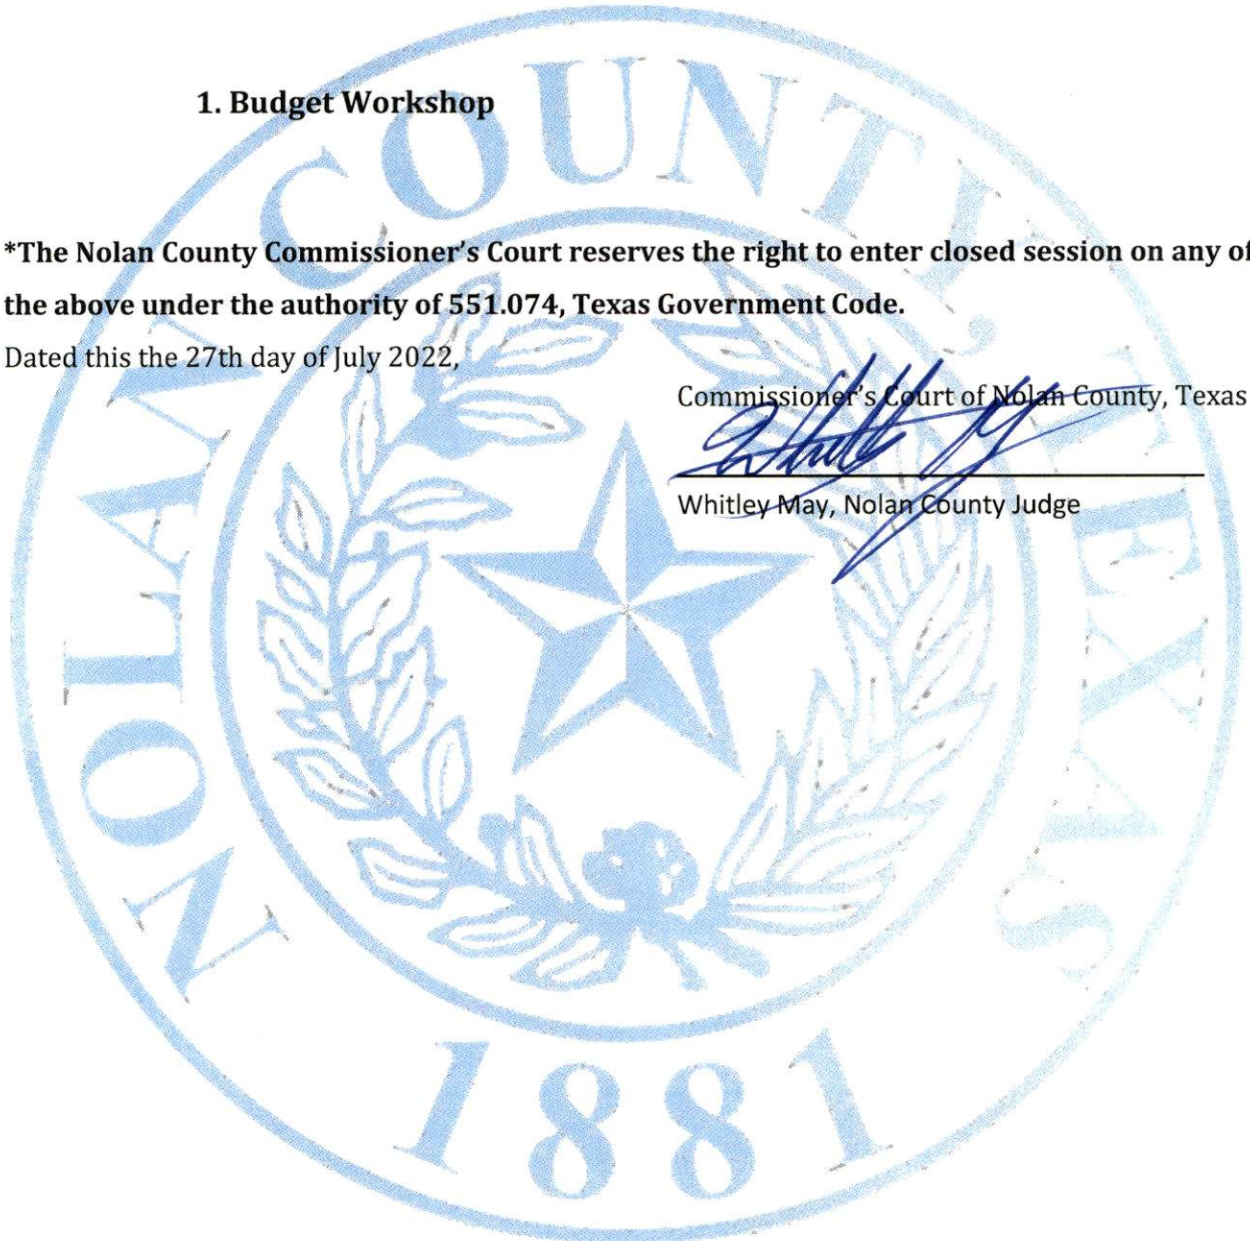 1. Budget Workshop
*The Nolan County Commissioner's Court reserves the right to enter closed session on any of
the above under the authority of 551.074, Texas Government Code.
Dated this the 27th day of July 2022,
Commissioner's Court of Nolan County, Texas
Whitley May
Whitley May, Nolan County Judge
NOLAN COUNTY, TEXAS
1881